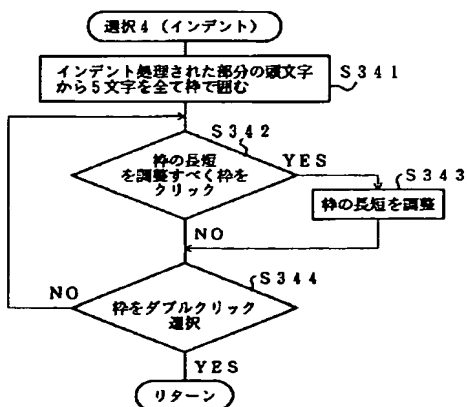 選択4（インデント）
インデント処理された部分の頭文字
から5文字を全て枠で囲む
S341
S342
枠の長短
を調整すべく枠を
クリック
YES
S343
枠の長短を調整
NO
S344
枠をダブルクリック
選択
NO
YES
リターン